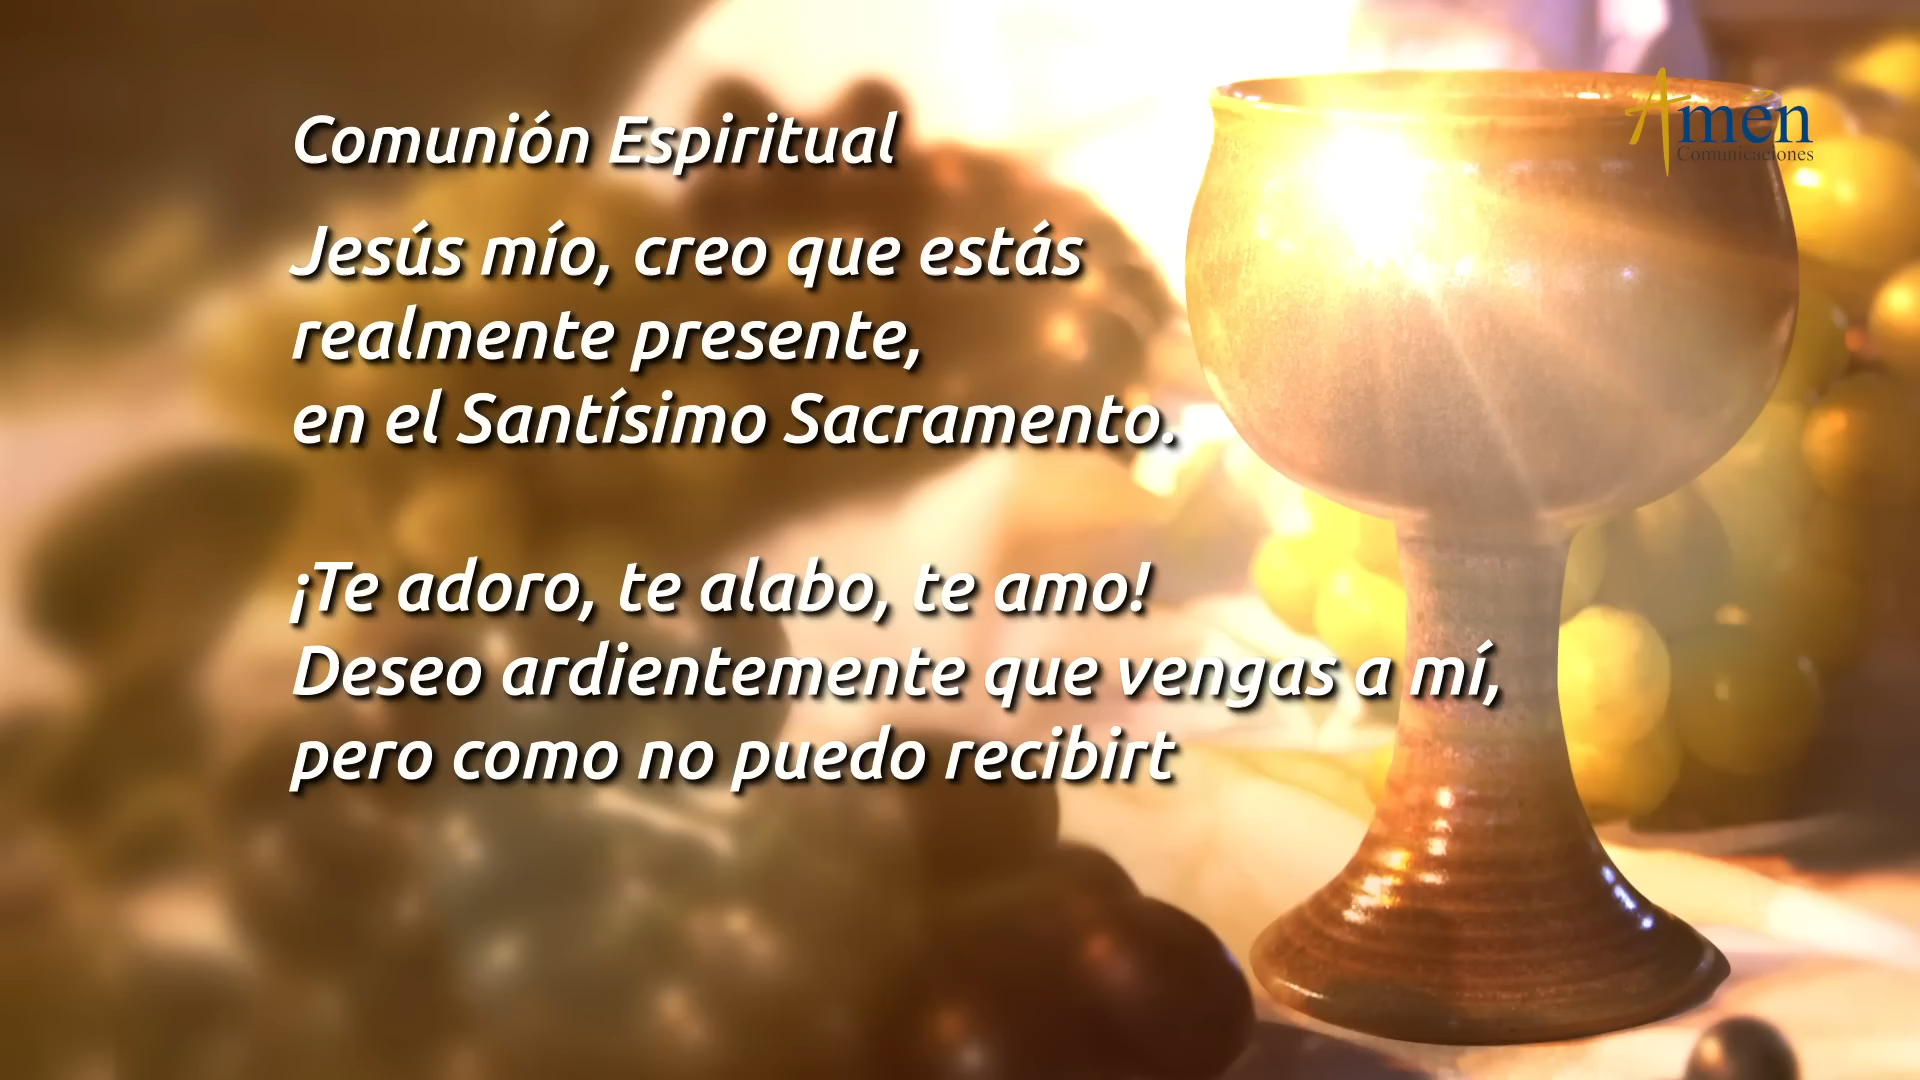 Comunión Espiritual
Jesús mío, creo que estás
realmente presente,
en el Santísimo Sacramento.
¡Te adoro, te alabo, te amo!
Deseo ardientemente que vengas a mí,
pero como no puedo recibirt
Amén
Comunicaciones